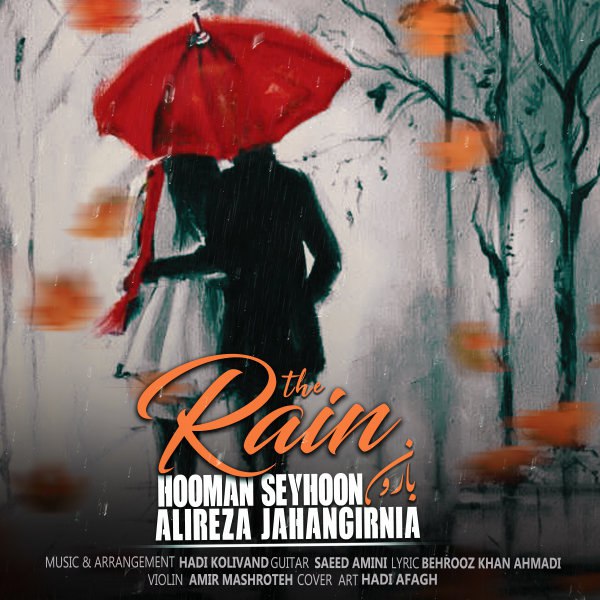 the
Rain
بارون
HOOMAN SEYHOON
ALIREZA JAHANGIRNIA
MUSIC & ARRANGEMENT HADI KOLIVAND GUITAR SAEED AMINI LYRIC BEHROOZ KHAN AHMADI
VIOLIN AMIR MASHROTEH COVER ART HADI AFAGH